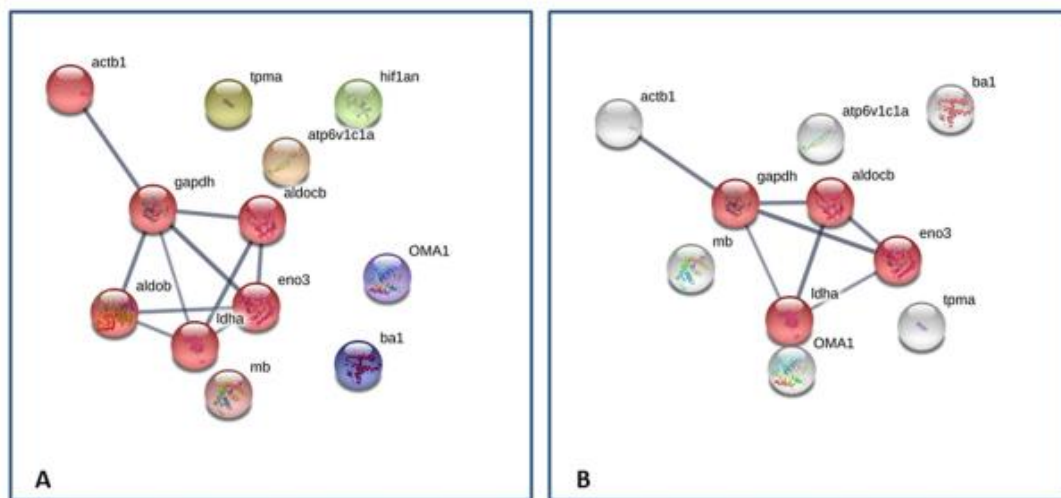 actb1
tpma
hif1an
atp6v1c1a
gapdh
aldocb
OMA1
aldob
eno3
ldha
ba1
mb
A
ba1
actb1
atp6v1c1a
gapdh
aldocb
eno3
mb
ldha
tpma
OMA1
B